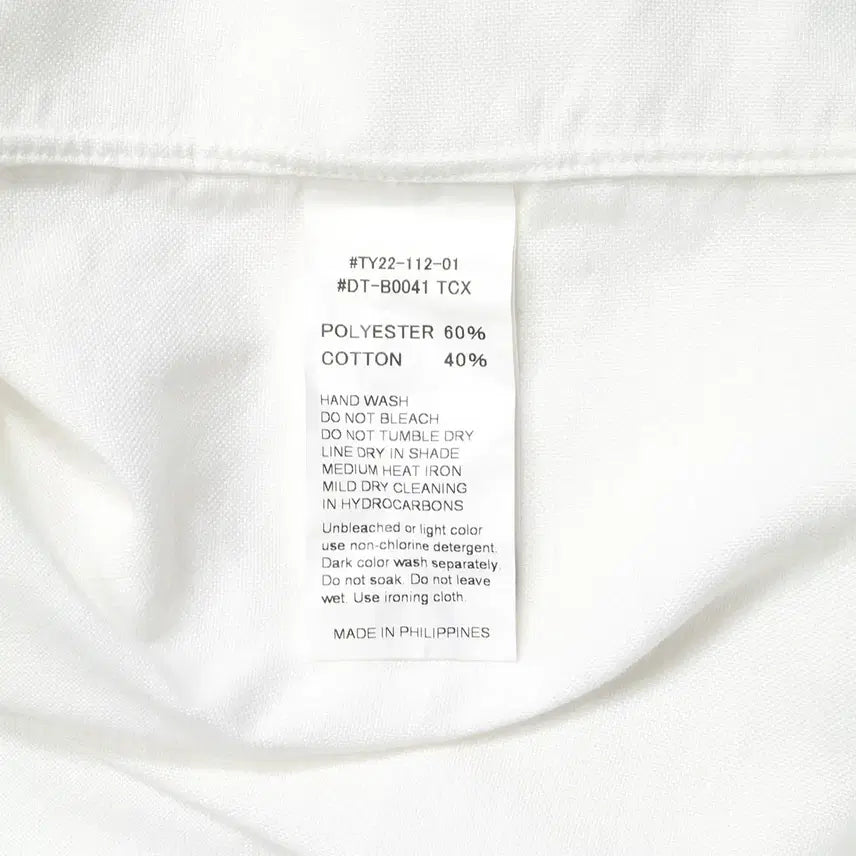 #TY22-112-01
#DT-B0041 TCX
POLYESTER 60%
COTTON 40%
HAND WASH
DO NOT BLEACH
DO NOT TUMBLE DRY
LINE DRY IN SHADE
MEDIUM HEAT IRON
MILD DRY CLEANING
IN HYDROCARBONS
Unbleached or light color
use non-chlorine detergent.
Dark color wash separately.
Do not soak. Do not leave
wet. Use ironing cloth.
MADE IN PHILIPPINES